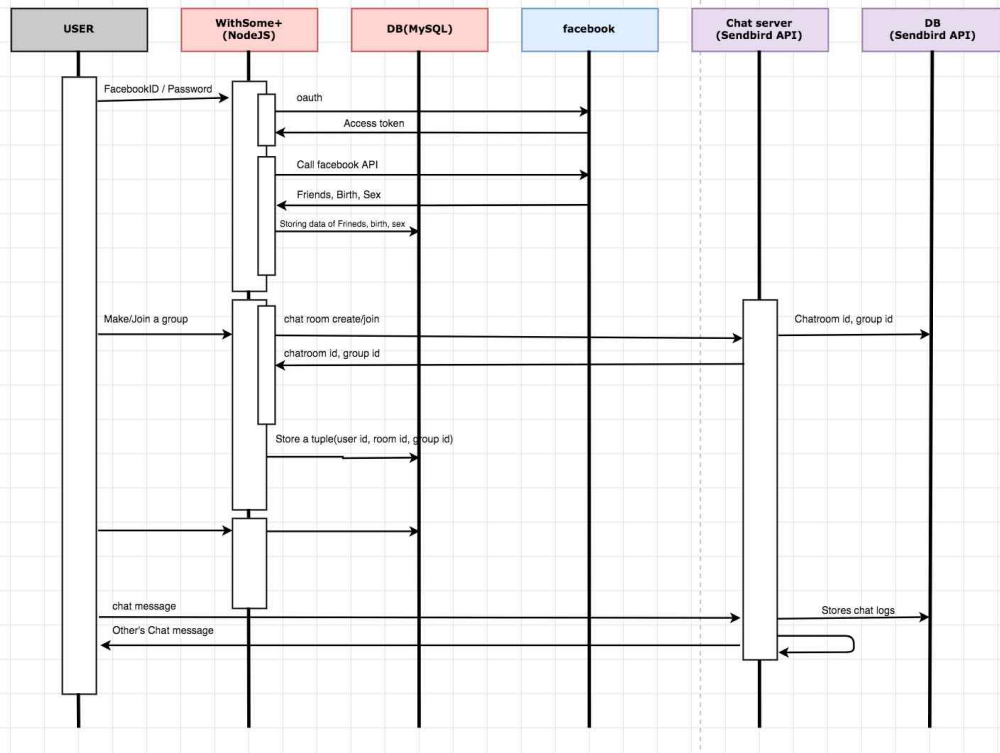 USER
WithSome+
(NodeJS)
DB(MySQL)
facebook
Chat server
(Sendbird API)
DB
(Sendbird API)
FacebookID / Password
oauth
Access token
Call facebook API
Friends, Birth, Sex
Storing data of Frineds, birth, sex
Make/Join a group
chat room create/join
Chatroom id, group id
chatroom id, group id
Store a tuple(user id, room id, group id)
chat message
Stores chat logs
Other's Chat message